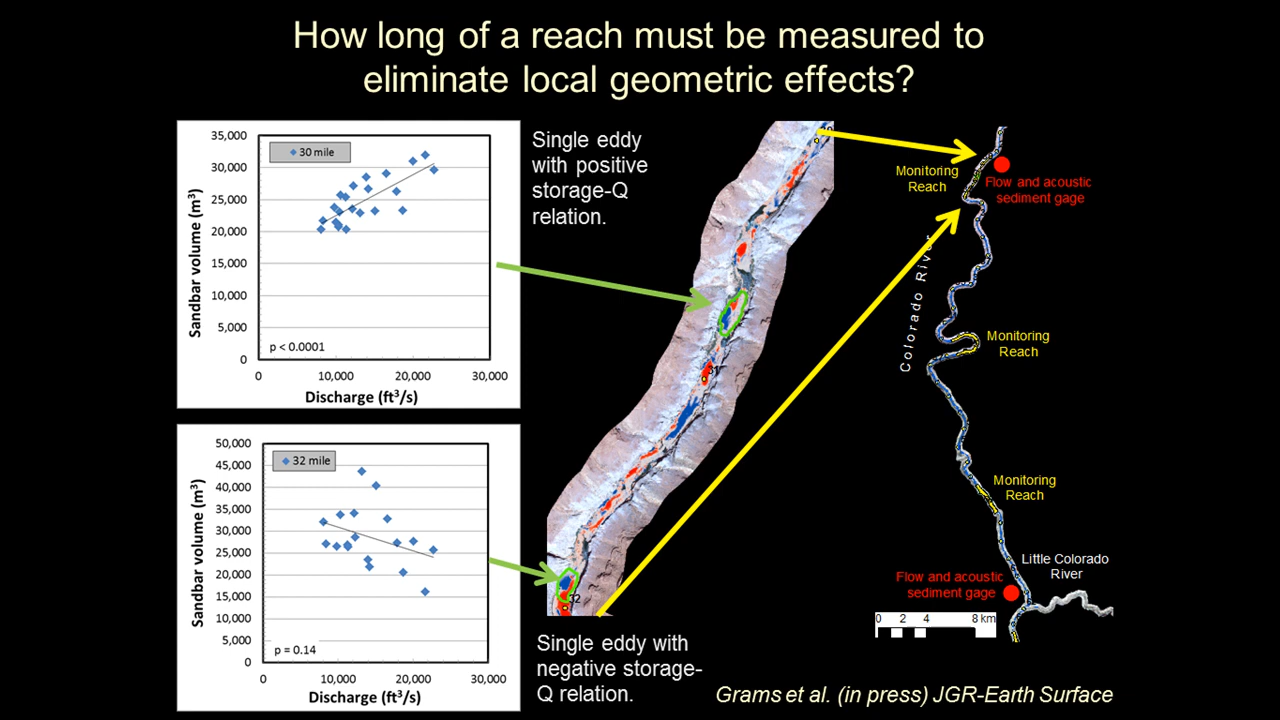 How long of a reach must be measured to
eliminate local geometric effects?
35,000
30,000
25,000
20,000
15,000
10,000
5,000
0
Sandbar volume (m³)
30 mile
p < 0.0001
0
10,000
20,000
30,000
Discharge (ft³/s)
Single eddy
with positive
storage-Q
relation.
50,000
45,000
40,000
35,000
30,000
25,000
20,000
15,000
10,000
5,000
0
Sandbar volume (m³)
32 mile
p = 0.14
0
10,000
20,000
30,000
Discharge (ft³/s)
Single eddy with
negative storage-
Q relation.
31
32
Monitoring
Reach
Flow and acoustic
sediment gage
Colorado River
Monitoring
Reach
Monitoring
Reach
Little Colorado
River
Flow and acoustic
sediment gage
0 2 4 8 km
Grams et al. (in press) JGR-Earth Surface